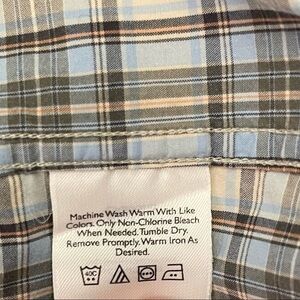 Machine Wash Warm With Like
Colors. Only Non-Chlorine Bleach
When Needed. Tumble Dry.
Remove Promptly. Warm Iron As
Desired.
40C